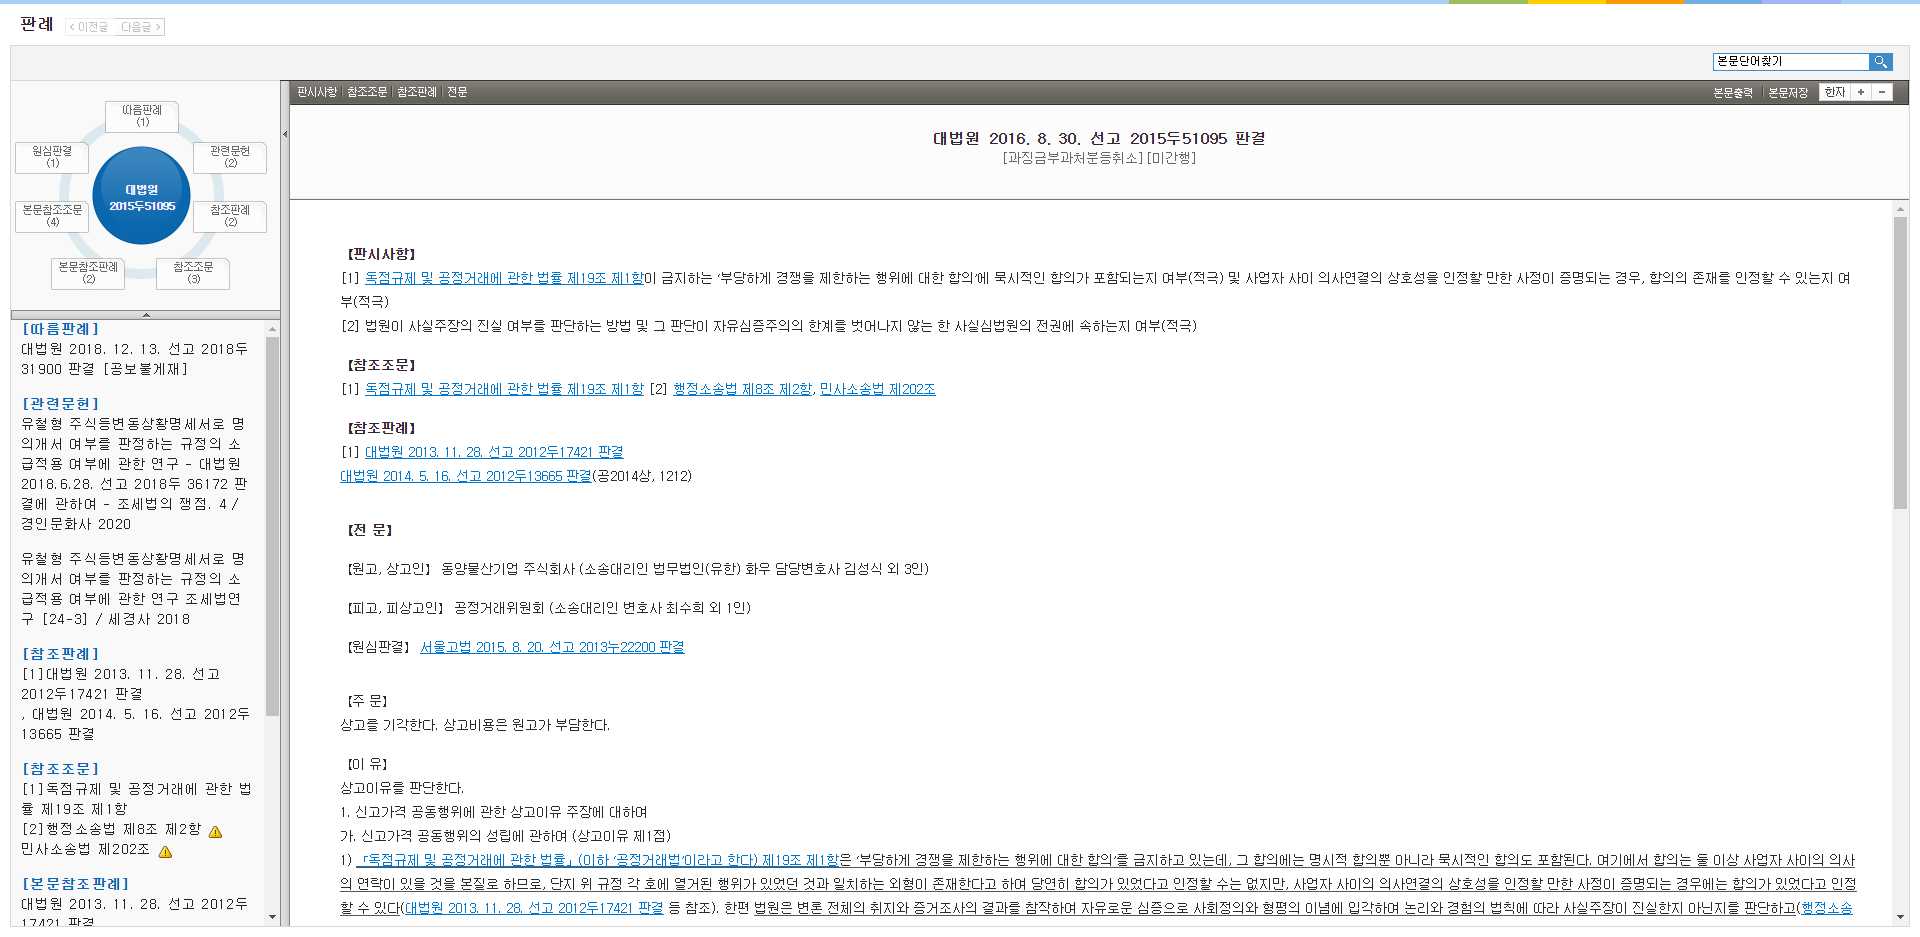 판례 < 이전글 다음글 >
본문단어찾기
판시사항 참조조문 참조판례 전문
본문출력 본문저장 한자 + -
따름판례
(1)
원심판결
(1)
관련문헌
(2)
대법원
2015두51095
본문참조조문
(4)
참조판례
(2)
본문참조판례
(2)
참조조문
(3)
[따름판례]
대법원 2018. 12. 13. 선고 2018두
31900 판결 [공보불게재]
[관련문헌]
유철형 주식등변동상황명세서로 명
의개서 여부를 판정하는 규정의 소
급적용 여부에 관한 연구 - 대법원
2018.6.28. 선고 2018두 36172 판
결에 관하여 - 조세법의 쟁점. 4 /
경인문화사 2020
유철형 주식등변동상황명세서로 명
의개서 여부를 판정하는 규정의 소
급적용 여부에 관한 연구 조세법연
구 [24-3] / 세경사 2018
[참조판례]
[1]대법원 2013. 11. 28. 선고
2012두17421 판결
, 대법원 2014. 5. 16. 선고 2012두
13665 판결
[참조조문]
[1]독점규제 및 공정거래에 관한 법
률 제19조 제1항
[2]행정소송법 제8조 제2항
민사소송법 제202조
[본문참조판례]
대법원 2013. 11. 28. 선고 2012두
17421 판결
대법원 2016. 8. 30. 선고 2015두51095 판결
[과징금부과처분등취소][미간행]
【판시사항】
[1] 독점규제 및 공정거래에 관한 법률 제19조 제1항이 금지하는 ‘부당하게 경쟁을 제한하는 행위에 대한 합의’에 묵시적인 합의가 포함되는지 여부(적극) 및 사업자 사이 의사연결의 상호성을 인정할 만한 사정이 증명되는 경우, 합의의 존재를 인정할 수 있는지 여
부(적극)
[2] 법원이 사실주장의 진실 여부를 판단하는 방법 및 그 판단이 자유심증주의의 한계를 벗어나지 않는 한 사실심법원의 전권에 속하는지 여부(적극)
【참조조문】
[1] 독점규제 및 공정거래에 관한 법률 제19조 제1항 [2] 행정소송법 제8조 제2항, 민사소송법 제202조
【참조판례】
[1] 대법원 2013. 11. 28. 선고 2012두17421 판결
대법원 2014. 5. 16. 선고 2012두13665 판결(공2014상, 1212)
【전 문】
【원고, 상고인】 동양물산기업 주식회사 (소송대리인 법무법인(유한) 화우 담당변호사 김성식 외 3인)
【피고, 피상고인】 공정거래위원회 (소송대리인 변호사 최수희 외 1인)
【원심판결】 서울고법 2015. 8. 20. 선고 2013누22200 판결
【주 문】
상고를 기각한다. 상고비용은 원고가 부담한다.
【이 유】
상고이유를 판단한다.
1. 신고가격 공동행위에 관한 상고이유 주장에 대하여
가. 신고가격 공동행위의 성립에 관하여 (상고이유 제1점)
1) 「독점규제 및 공정거래에 관한 법률」(이하 ‘공정거래법’이라고 한다) 제19조 제1항은 ‘부당하게 경쟁을 제한하는 행위에 대한 합의’를 금지하고 있는데, 그 합의에는 명시적 합의뿐 아니라 묵시적인 합의도 포함된다. 여기에서 합의는 둘 이상 사업자 사이의 의사
의 연락이 있을 것을 본질로 하므로, 단지 위 규정 각 호에 열거된 행위가 있었던 것과 일치하는 외형이 존재한다고 하여 당연히 합의가 있었다고 인정할 수는 없지만, 사업자 사이의 의사연결의 상호성을 인정할 만한 사정이 증명되는 경우에는 합의가 있었다고 인정
할 수 있다(대법원 2013. 11. 28. 선고 2012두17421 판결 등 참조). 한편 법원은 변론 전체의 취지와 증거조사의 결과를 참작하여 자유로운 심증으로 사회정의와 형평의 이념에 입각하여 논리와 경험의 법칙에 따라 사실주장이 진실한지 아닌지를 판단하고(행정소송